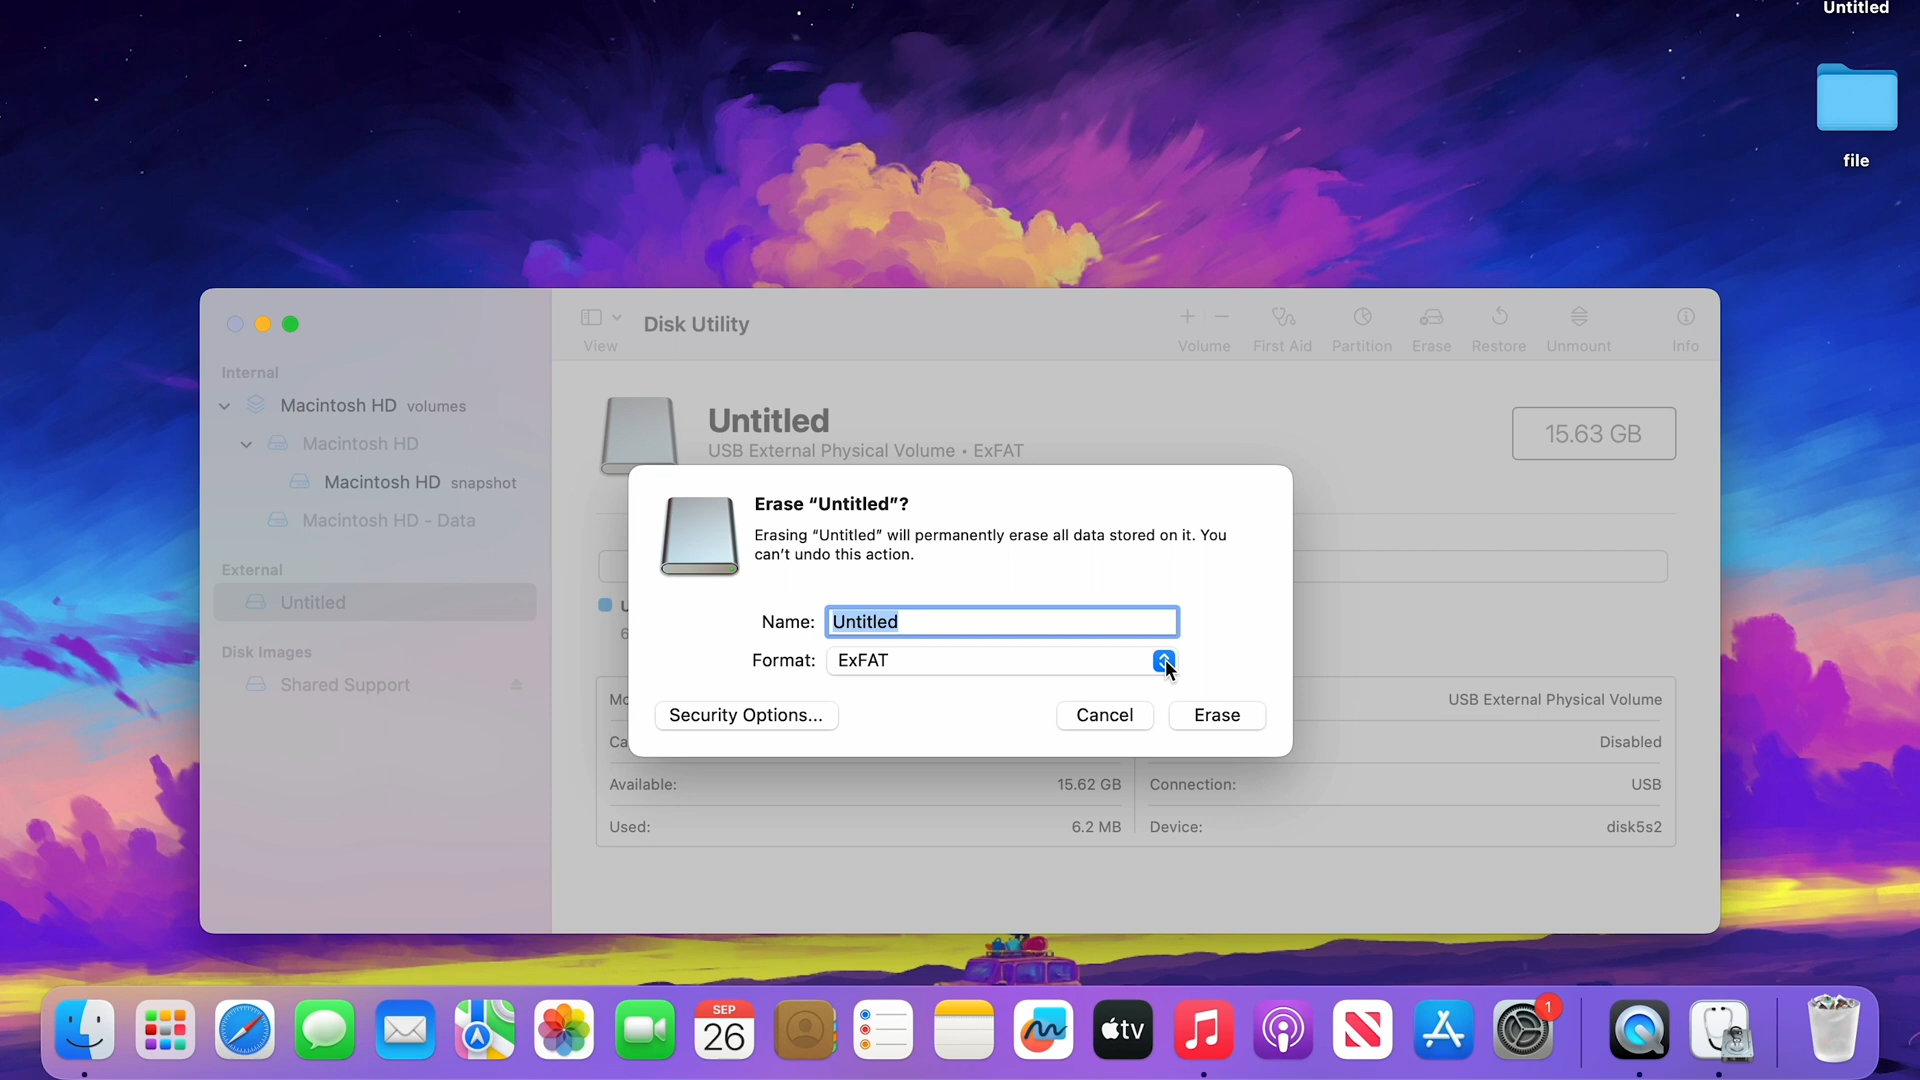 Untitled
file
Disk Utility
View
Volume
First Aid
Partition
Erase
Restore
Unmount
Info
Internal
Macintosh HD volumes
Macintosh HD
Macintosh HD snapshot
Macintosh HD - Data
External
Untitled
Disk Images
Shared Support
Untitled
USB External Physical Volume • ExFAT
15.63 GB
Erase “Untitled”?
Erasing “Untitled” will permanently erase all data stored on it. You
can’t undo this action.
Name: Untitled
Format: ExFAT
Security Options...
Cancel
Erase
USB External Physical Volume
Disabled
Available: 15.62 GB
Connection: USB
Used: 6.2 MB
Device: disk5s2
SEP
26
tv
1